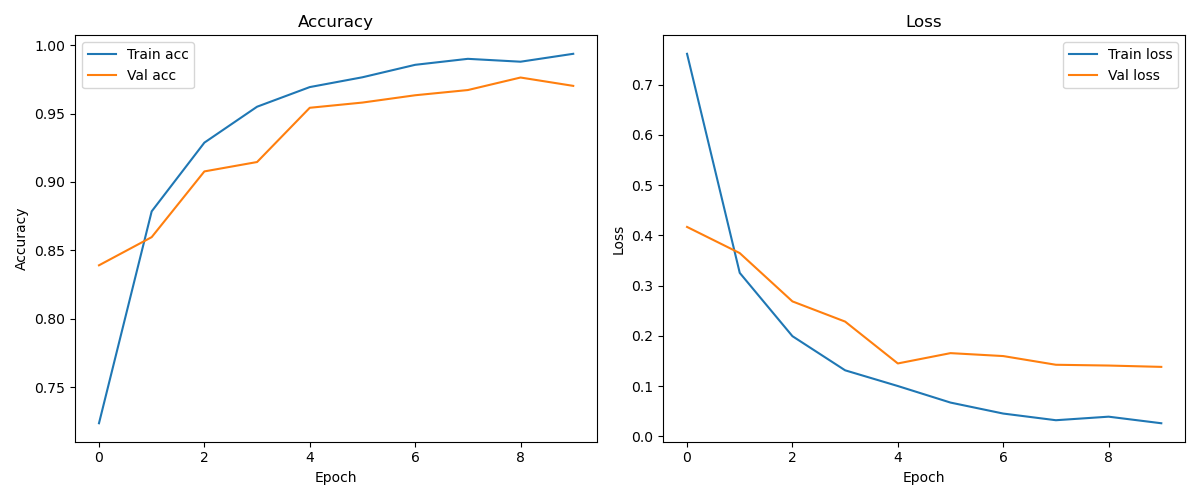 Accuracy
Train acc
Val acc
1.00
0.95
0.90
0.85
0.80
0.75
Accuracy
0 2 4 6 8
Epoch
Loss
Train loss
Val loss
0.7
0.6
0.5
0.4
0.3
0.2
0.1
0.0
Loss
0 2 4 6 8
Epoch